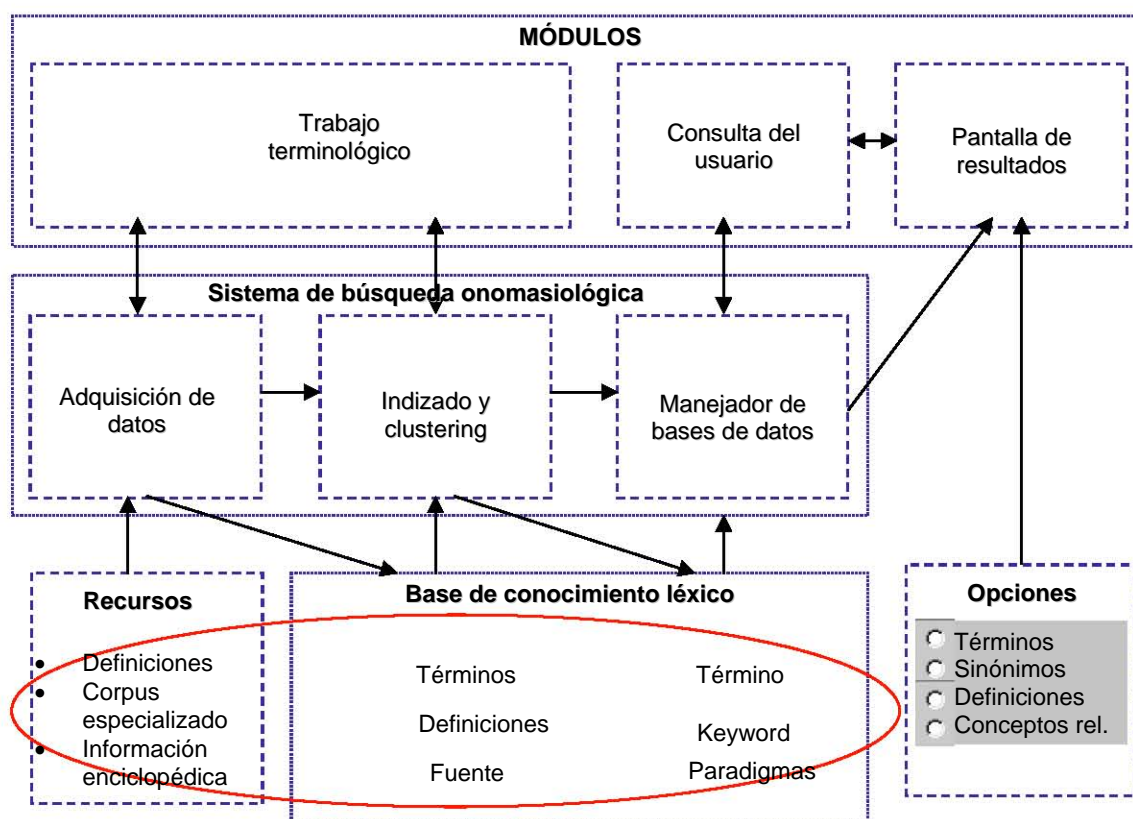 MÓDULOS
Trabajo
terminológico
Consulta del
usuario
Pantalla de
resultados
Sistema de búsqueda onomasiológica
Adquisición de
datos
Indizado y
clustering
Manejador de
bases de datos
Recursos
• Definiciones
• Corpus
especializado
• Información
enciclopédica
Base de conocimiento léxico
Términos
Definiciones
Fuente
Término
Keyword
Paradigmas
Opciones
Términos
Sinónimos
Definiciones
Conceptos rel.